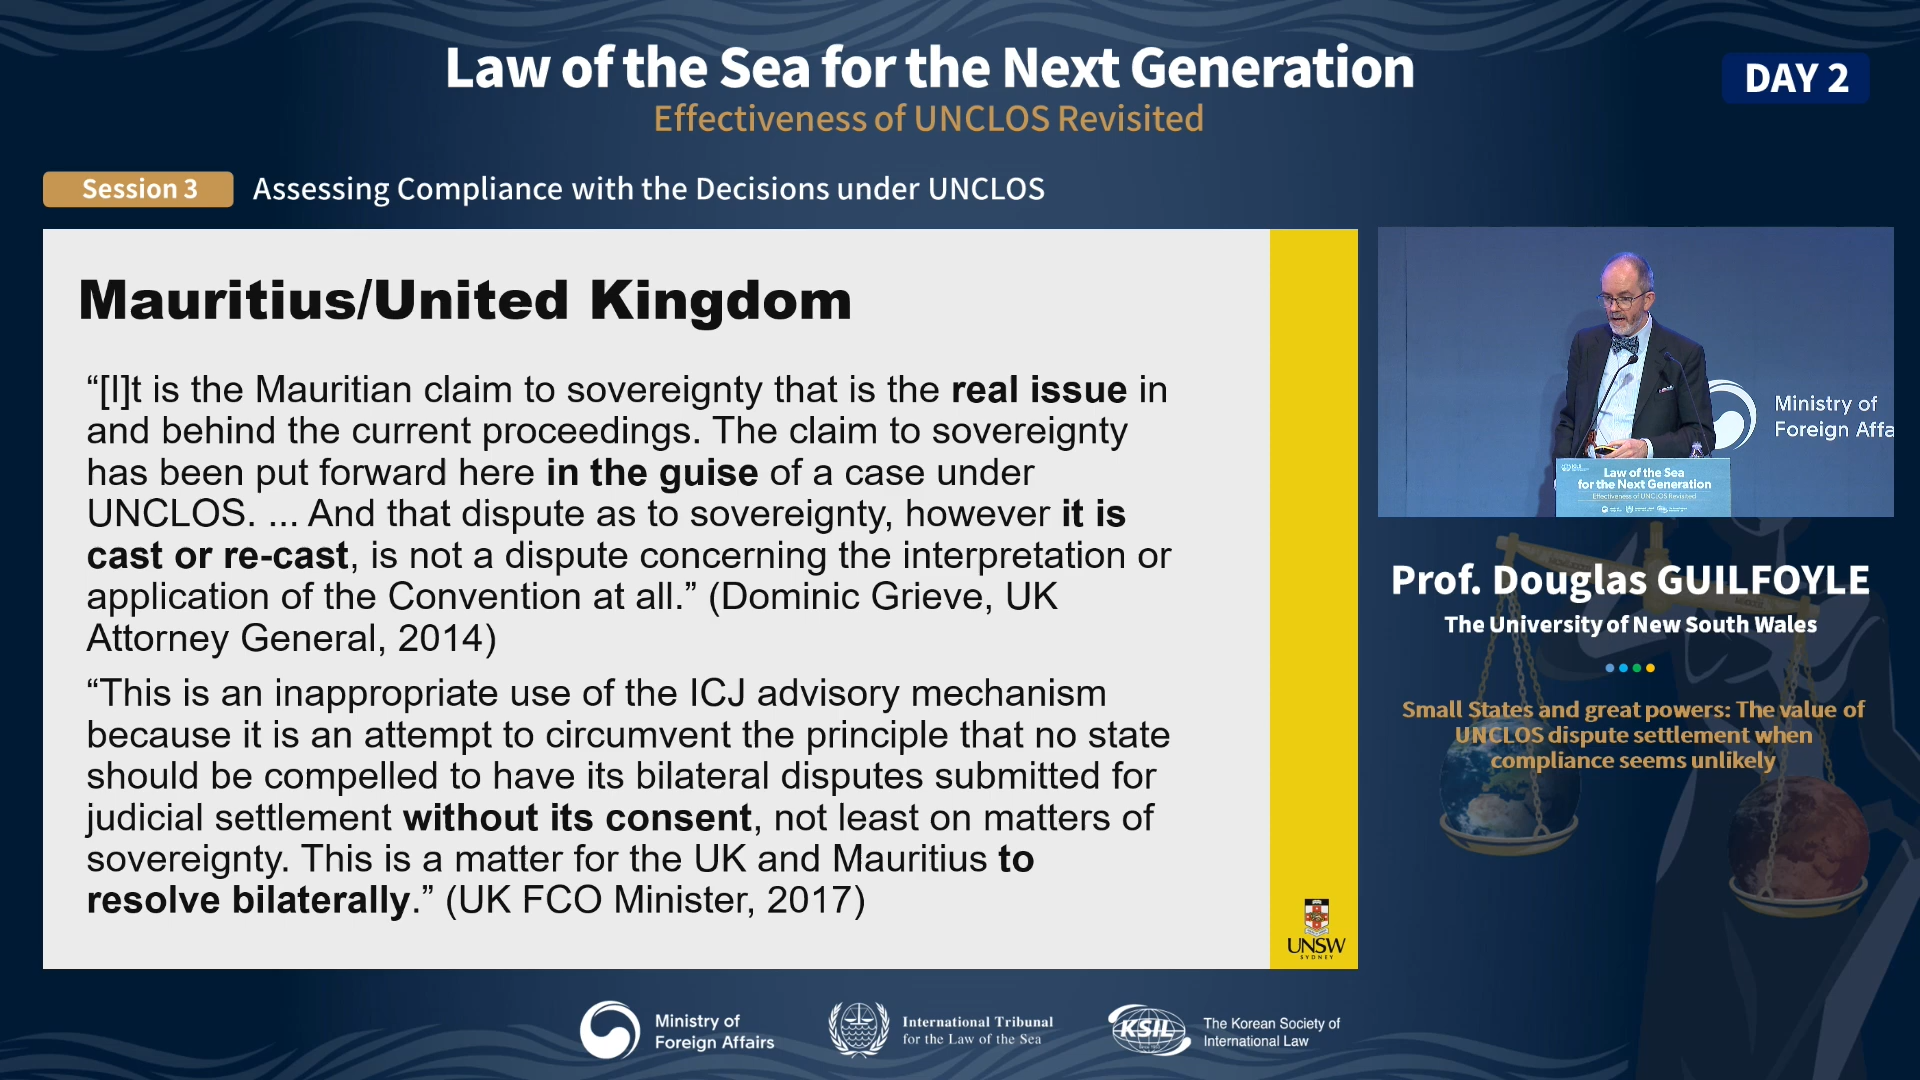 Law of the Sea for the Next Generation
Effectiveness of UNCLOS Revisited
DAY 2
Session 3
Assessing Compliance with the Decisions under UNCLOS
Mauritius/United Kingdom
“[I]t is the Mauritian claim to sovereignty that is the real issue in
and behind the current proceedings. The claim to sovereignty
has been put forward here in the guise of a case under
UNCLOS. ... And that dispute as to sovereignty, however it is
cast or re-cast, is not a dispute concerning the interpretation or
application of the Convention at all.” (Dominic Grieve, UK
Attorney General, 2014)
“This is an inappropriate use of the ICJ advisory mechanism
because it is an attempt to circumvent the principle that no state
should be compelled to have its bilateral disputes submitted for
judicial settlement without its consent, not least on matters of
sovereignty. This is a matter for the UK and Mauritius to
resolve bilaterally.” (UK FCO Minister, 2017)
UNSW
SYDNEY
Ministry of
Foreign Affa
Law of the Sea
for the Next Generation
Effectiveness of UNCLOS Revisited
Prof. Douglas GUILFOYLE
The University of New South Wales
Small States and great powers: The value of
UNCLOS dispute settlement when
compliance seems unlikely
Ministry of
Foreign Affairs
International Tribunal
for the Law of the Sea
KSIL
The Korean Society of
International Law